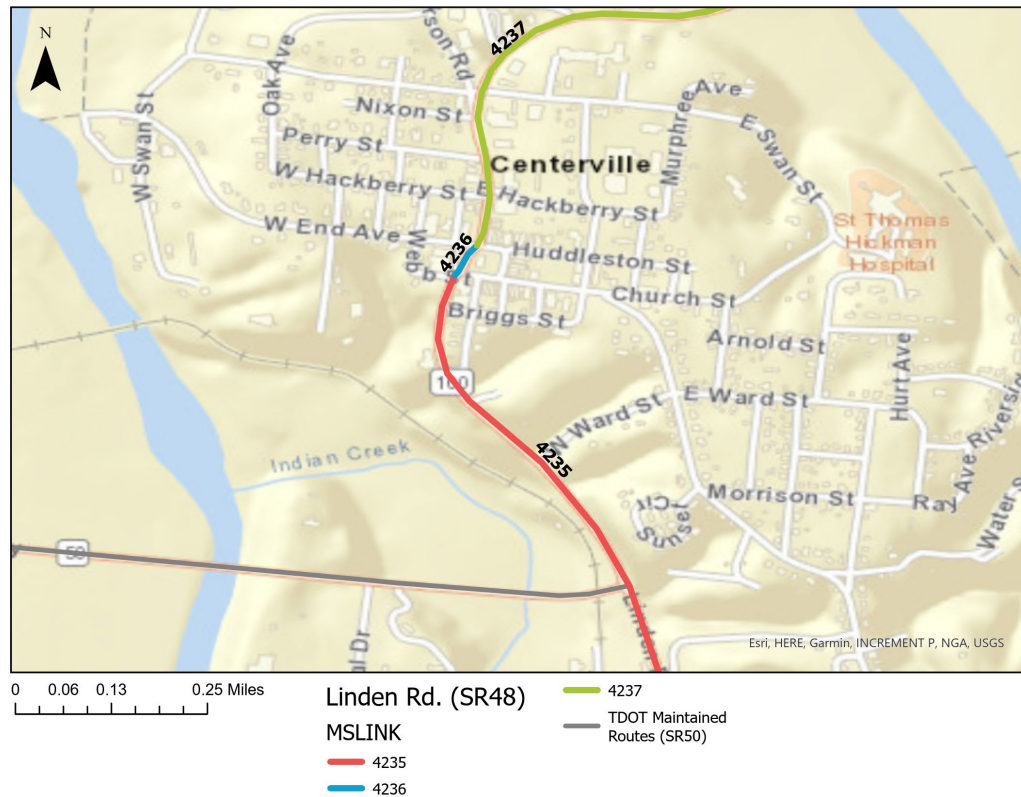 N
4237
rson Rd
Oak Ave
Ave
Nixon St
W Swan St
E Swan St
Murphree
Perry St
Centerville
W Hackberry St
E Hackberry St
St Thomas
Hickman
Hospital
W End Ave
4236
Webb St
Huddleston St
Church St
Briggs St
Arnold St
Hurt Ave
E Ward St
N Ward St
4235
Indian Creek
Morrison St
Ray Ave
Cir
Sunset
50
Linden
Esri, HERE, Garmin, INCREMENT P, NGA, USGS
0 0.06 0.13 0.25 Miles
Linden Rd. (SR48)
MSLINK
4235
4236
4237
TDOT Maintained
Routes (SR50)